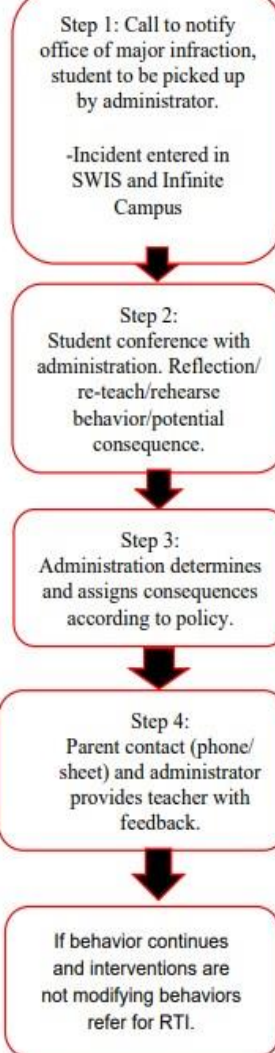 Step 1: Call to notify
office of major infraction,
student to be picked up
by administrator.
-Incident entered in
SWIS and Infinite
Campus
Step 2:
Student conference with
administration. Reflection/
re-teach/rehearse
behavior/potential
consequence.
Step 3:
Administration determines
and assigns consequences
according to policy.
Step 4:
Parent contact (phone/
sheet) and administrator
provides teacher with
feedback.
If behavior continues
and interventions are
not modifying behaviors
refer for RTI.